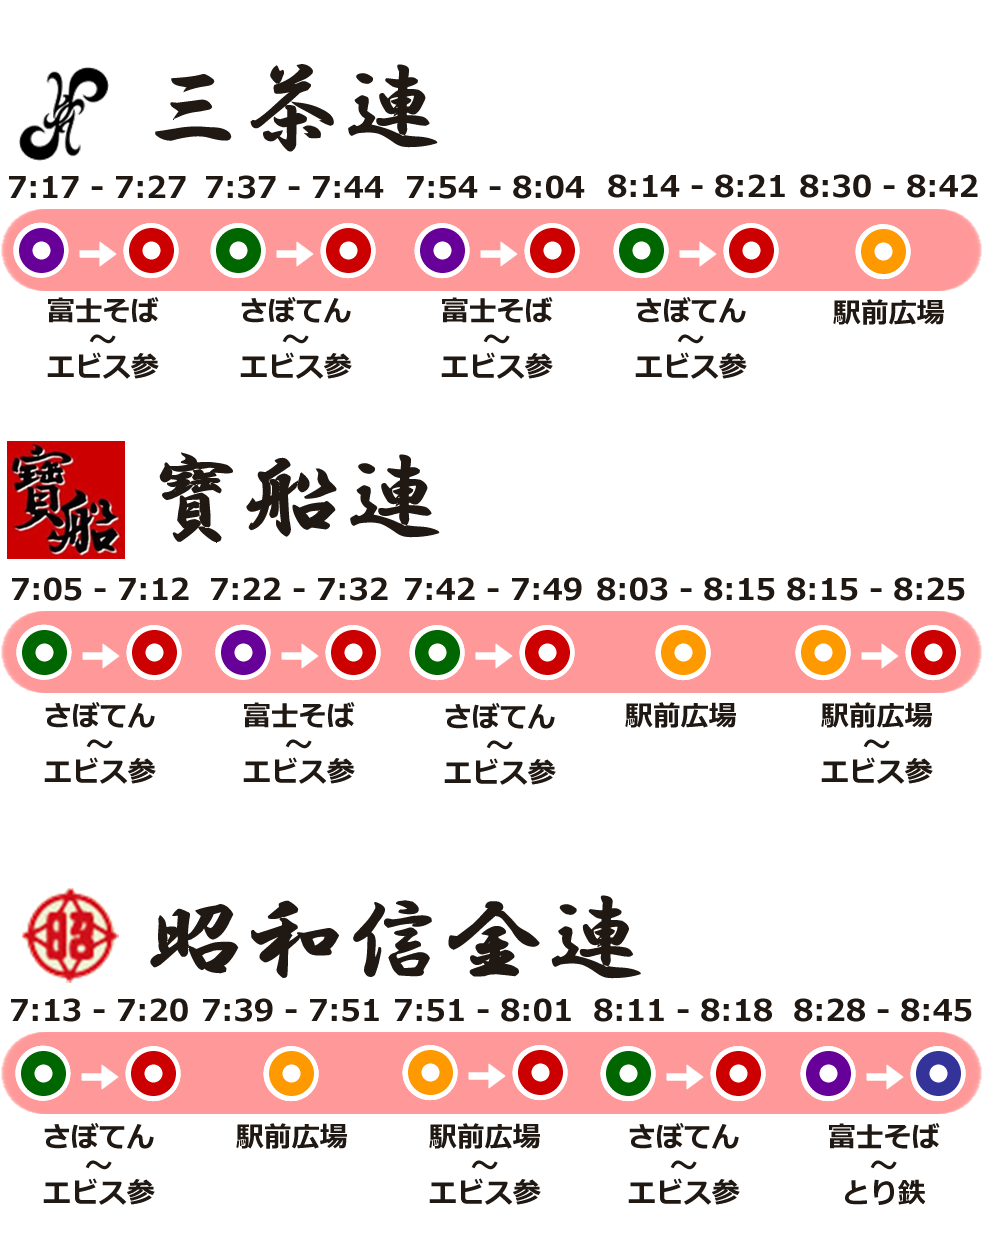 三茶連
7:17 - 7:27 7:37 - 7:44 7:54 - 8:04 8:14 - 8:21 8:30 - 8:42
富士そば さぼてん 富士そば さぼてん 駅前広場
～ ～ ～ ～
エビス参 エビス参 エビス参 エビス参
寶船
寶船連
7:05 - 7:12 7:22 - 7:32 7:42 - 7:49 8:03 - 8:15 8:15 - 8:25
さぼてん 富士そば さぼてん 駅前広場 駅前広場
～ ～ ～ ～
エビス参 エビス参 エビス参 エビス参
昭
昭和信金連
7:13 - 7:20 7:39 - 7:51 7:51 - 8:01 8:11 - 8:18 8:28 - 8:45
さぼてん 駅前広場 駅前広場 さぼてん 富士そば
～ ～ ～ ～
エビス参 エビス参 エビス参 とり鉄